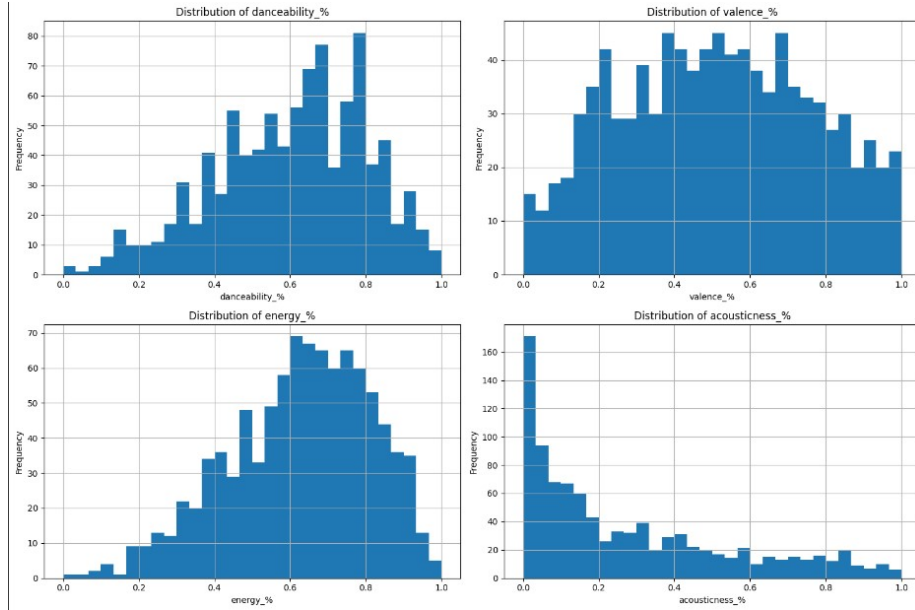 Distribution of danceability_%
Frequency
80
70
60
50
40
30
20
10
0
0.0 0.2 0.4 0.6 0.8 1.0
danceability_%
Distribution of valence_%
Frequency
40
30
20
10
0
0.0 0.2 0.4 0.6 0.8 1.0
valence_%
Distribution of energy_%
Frequency
70
60
50
40
30
20
10
0
0.0 0.2 0.4 0.6 0.8 1.0
energy_%
Distribution of acousticness_%
Frequency
160
140
120
100
80
60
40
20
0
0.0 0.2 0.4 0.6 0.8 1.0
acousticness_%